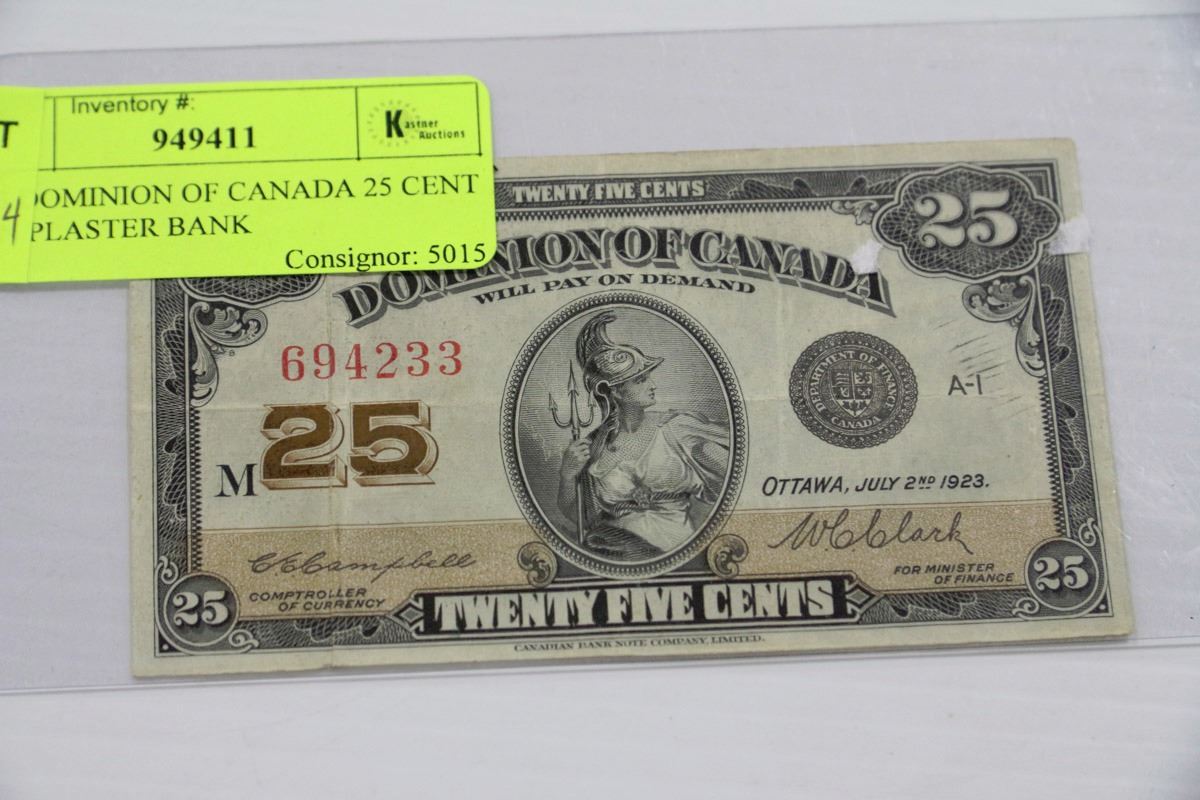 T
Inventory #:
949411
Kastner
Auctions
4
DOMINION OF CANADA 25 CENT
PLASTER BANK
Consignor: 5015
TWENTY FIVE CENTS
25
DOMINION OF CANADA
WILL PAY ON DEMAND
694233
DEPARTMENT OF FINANCE
CANADA
A-1
M 25
OTTAWA, JULY 2ND 1923.
C.E. Campbell
W.C. Clark
COMPTROLLER
OF CURRENCY
FOR MINISTER
OF FINANCE
25
TWENTY FIVE CENTS
25
CANADIAN BANK NOTE COMPANY, LIMITED.